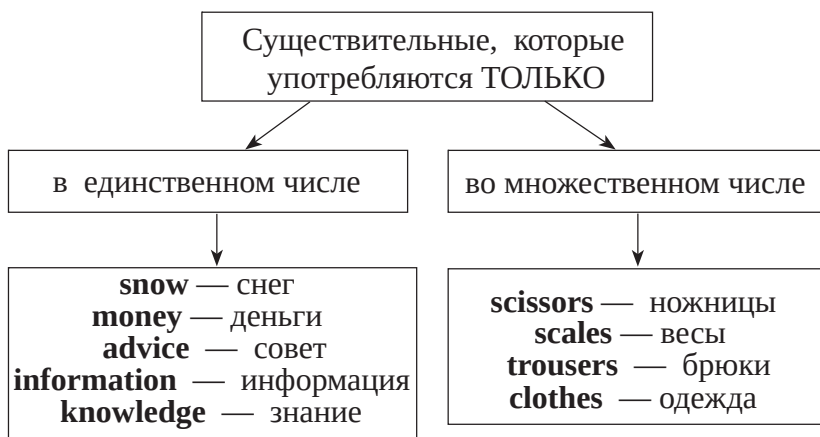 Существительные, которые
употребляются ТОЛЬКО
в единственном числе
во множественном числе
snow — снег
money — деньги
advice — совет
information — информация
knowledge — знание
scissors — ножницы
scales — весы
trousers — брюки
clothes — одежда